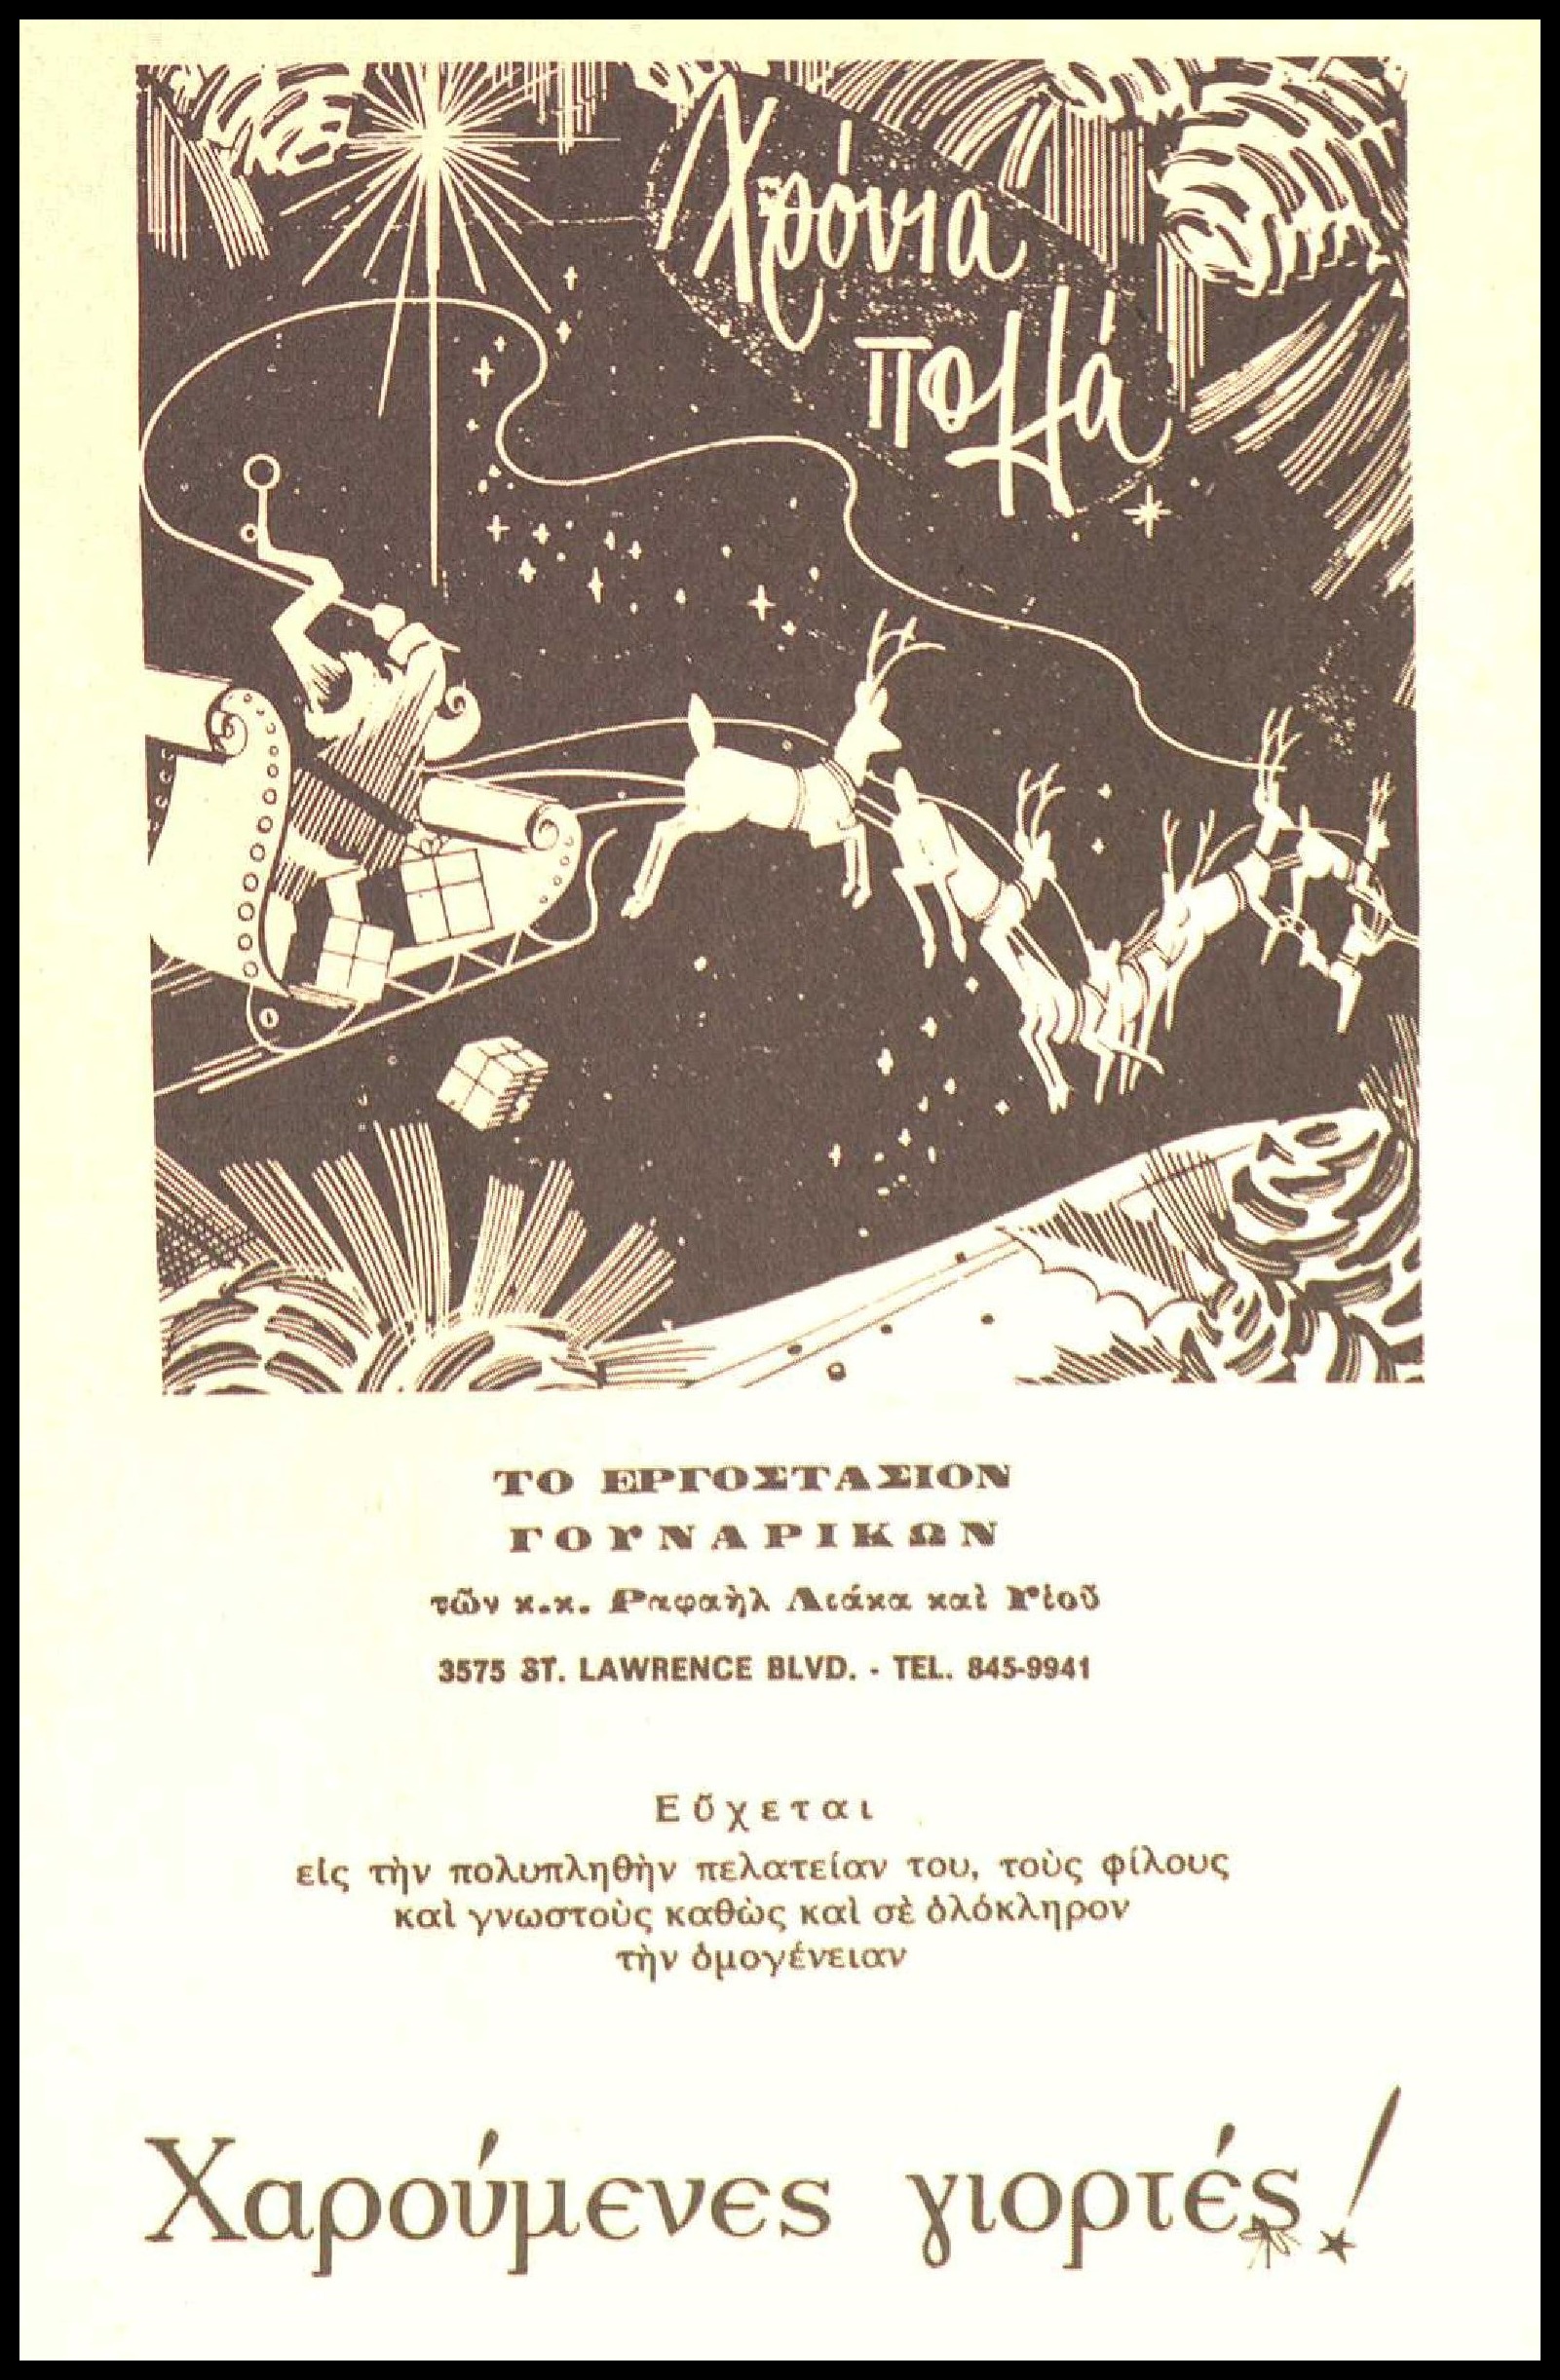 Χρόνια
πολλά
ΤΟ ΕΡΓΟΣΤΑΣΙΟΝ
ΓΟΥΝΑΡΙΚΩΝ
τῶν κ.κ. Ραφαὴλ Λιάκα καὶ Υἱοῦ
3575 ST. LAWRENCE BLVD. - TEL. 845-9941
Εὔχεται
εἰς τὴν πολυπληθὴν πελατείαν του, τοὺς φίλους
καὶ γνωστοὺς καθὼς καὶ σὲ ὁλόκληρον
τὴν ὁμογένειαν
Χαρούμενες γιορτές!